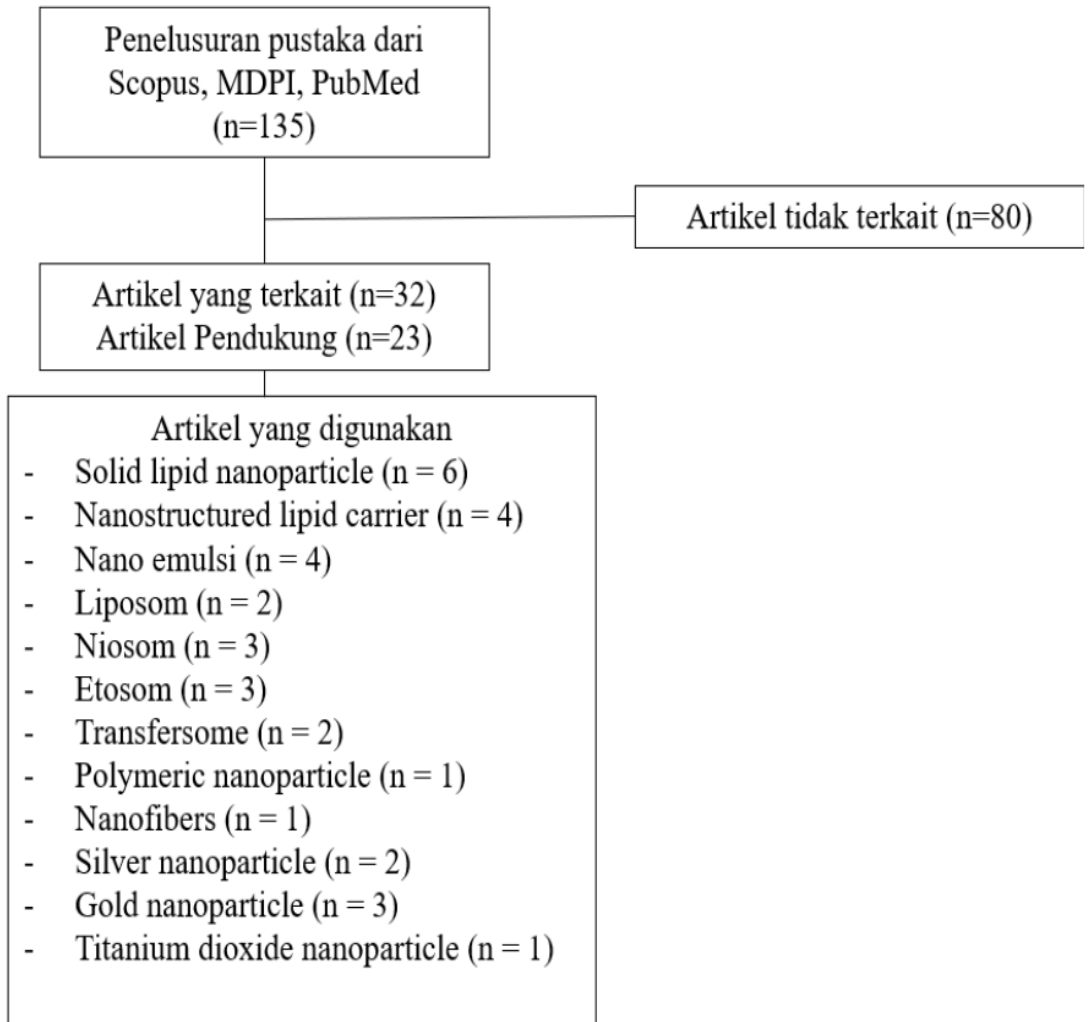 Penelusuran pustaka dari
Scopus, MDPI, PubMed
(n=135)
Artikel tidak terkait (n=80)
Artikel yang terkait (n=32)
Artikel Pendukung (n=23)
Artikel yang digunakan
- Solid lipid nanoparticle (n = 6)
- Nanostructured lipid carrier (n = 4)
- Nano emulsi (n = 4)
- Liposom (n = 2)
- Niosom (n = 3)
- Etosom (n = 3)
- Transfersome (n = 2)
- Polymeric nanoparticle (n = 1)
- Nanofibers (n = 1)
- Silver nanoparticle (n = 2)
- Gold nanoparticle (n = 3)
- Titanium dioxide nanoparticle (n = 1)